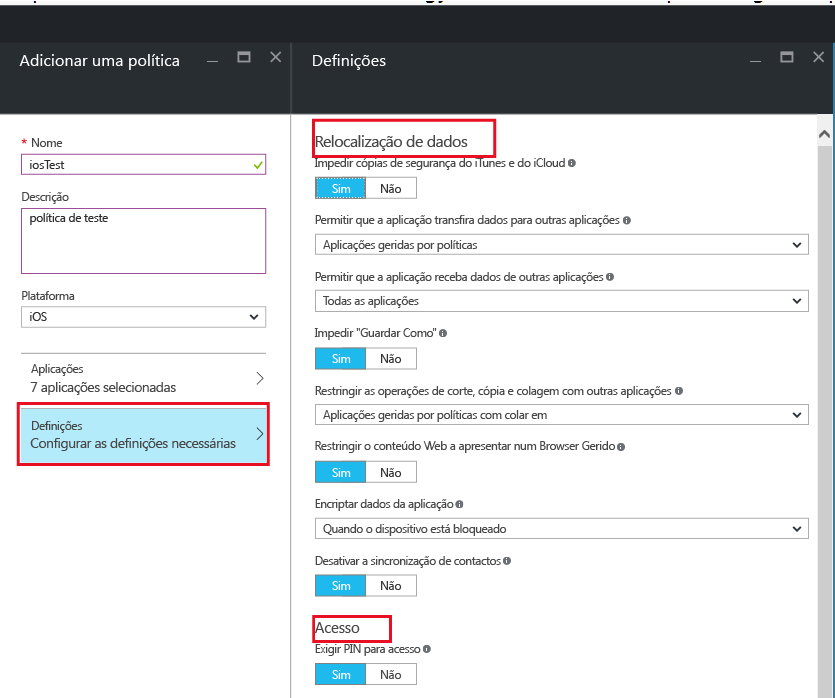 Adicionar uma política
Definições
* Nome
iosTest
Descrição
política de teste
Plataforma
iOS
Aplicações
7 aplicações selecionadas
Definições
Configurar as definições necessárias
Relocalização de dados
Impedir cópias de segurança do iTunes e do iCloud
Sim
Não
Permitir que a aplicação transfira dados para outras aplicações
Aplicações geridas por políticas
Permitir que a aplicação receba dados de outras aplicações
Todas as aplicações
Impedir "Guardar Como"
Sim
Não
Restringir as operações de corte, cópia e colagem com outras aplicações
Aplicações geridas por políticas com colar em
Restringir o conteúdo Web a apresentar num Browser Gerido
Sim
Não
Encriptar dados da aplicação
Quando o dispositivo está bloqueado
Desativar a sincronização de contactos
Sim
Não
Acesso
Exigir PIN para acesso
Sim
Não